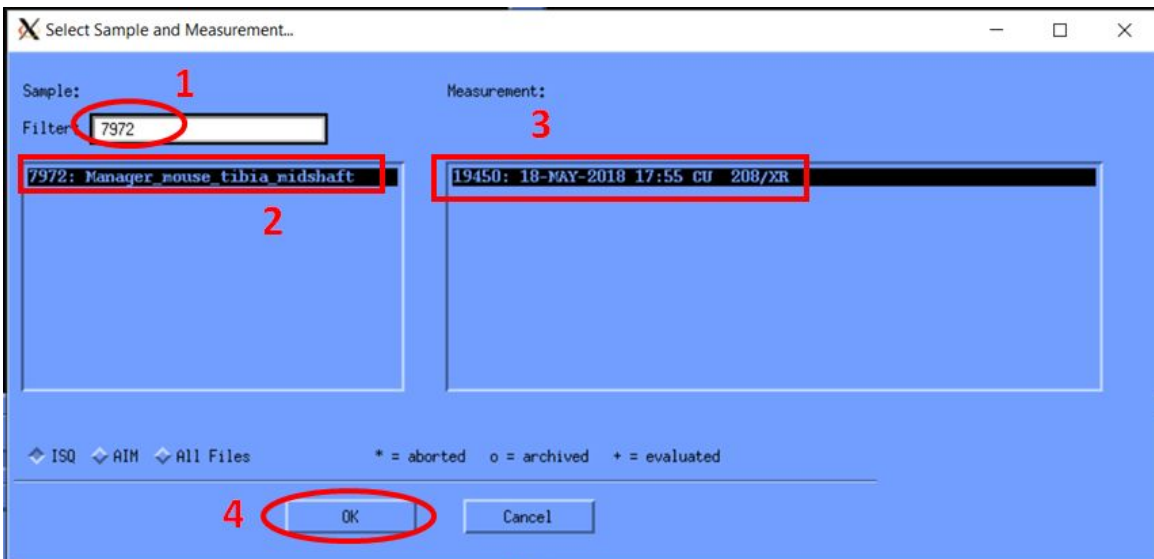 Select Sample and Measurement...
1
Sample:
Measurement:
Filter: 7972
3
7972: Manager_mouse_tibia_midshaft
19450: 18-MAY-2018 17:55 CU 208/XR
2
ISQ AIM All Files
* = aborted o = archived + = evaluated
4
OK
Cancel